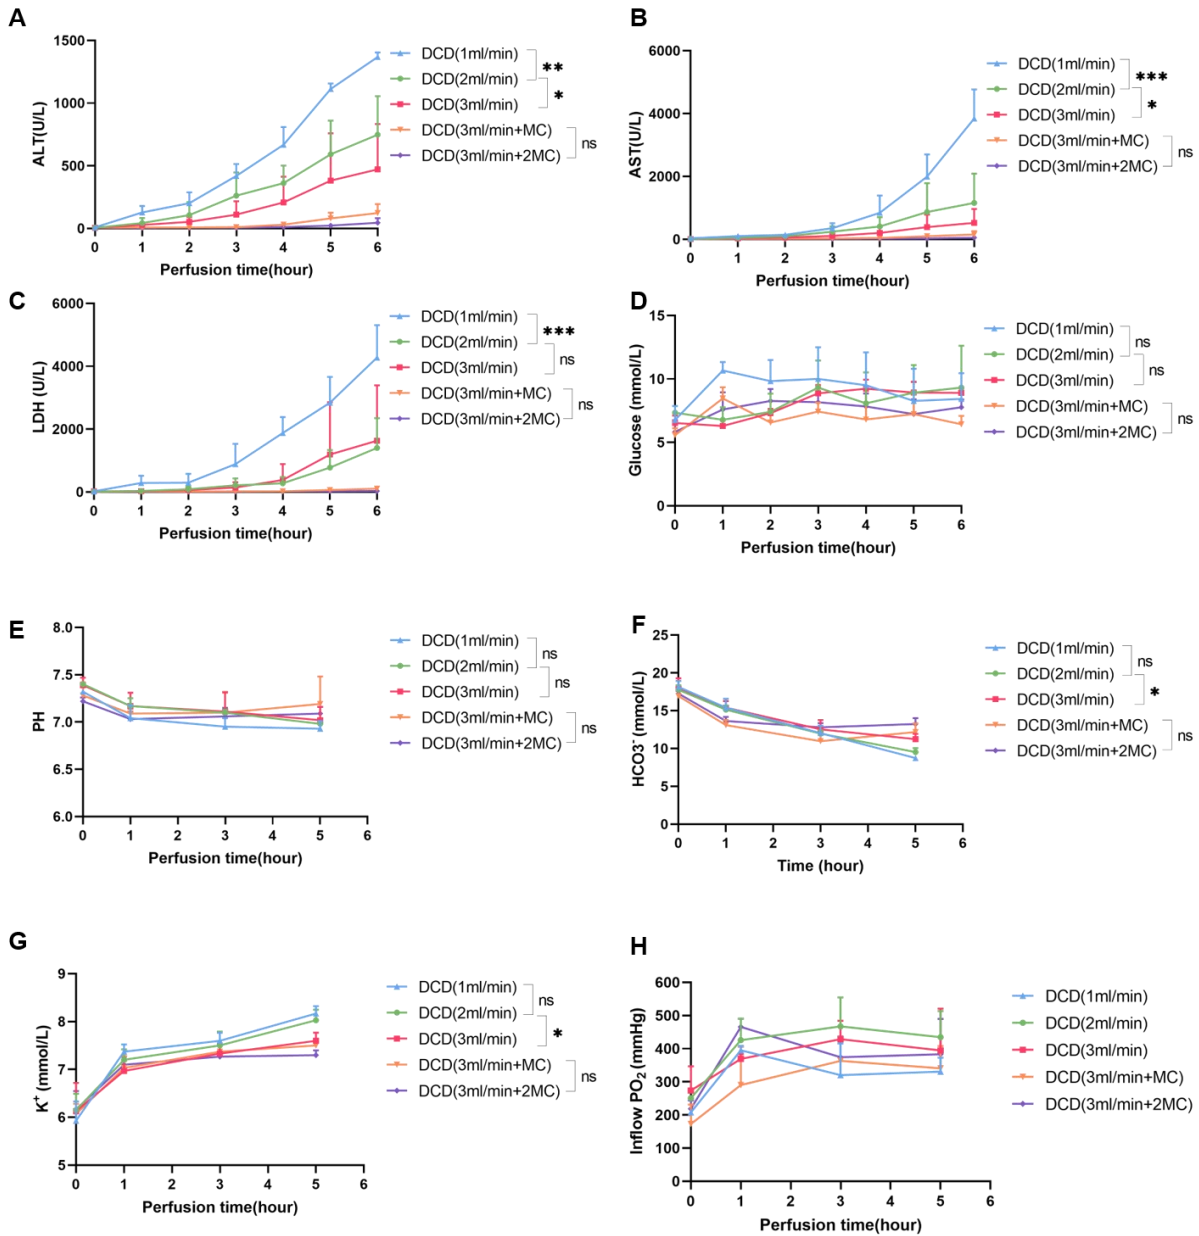 A
ALT(U/L)
1500
1000
500
0
0 1 2 3 4 5 6
Perfusion time(hour)
DCD(1ml/min)
DCD(2ml/min)
DCD(3ml/min)
DCD(3ml/min+MC)
DCD(3ml/min+2MC)
**
*
ns
B
AST(U/L)
6000
4000
2000
0
0 1 2 3 4 5 6
Perfusion time(hour)
DCD(1ml/min)
DCD(2ml/min)
DCD(3ml/min)
DCD(3ml/min+MC)
DCD(3ml/min+2MC)
***
*
ns
C
LDH (U/L)
6000
4000
2000
0
0 1 2 3 4 5 6
Perfusion time(hour)
DCD(1ml/min)
DCD(2ml/min)
DCD(3ml/min)
DCD(3ml/min+MC)
DCD(3ml/min+2MC)
***
ns
ns
D
Glucose (mmol/L)
15
10
5
0
0 1 2 3 4 5 6
Perfusion time(hour)
DCD(1ml/min)
DCD(2ml/min)
DCD(3ml/min)
DCD(3ml/min+MC)
DCD(3ml/min+2MC)
ns
ns
ns
E
PH
8.0
7.5
7.0
6.5
6.0
0 1 2 3 4 5 6
Perfusion time(hour)
DCD(1ml/min)
DCD(2ml/min)
DCD(3ml/min)
DCD(3ml/min+MC)
DCD(3ml/min+2MC)
ns
ns
ns
F
HCO3⁻ (mmol/L)
25
20
15
10
5
0
0 1 2 3 4 5 6
Time (hour)
DCD(1ml/min)
DCD(2ml/min)
DCD(3ml/min)
DCD(3ml/min+MC)
DCD(3ml/min+2MC)
ns
*
ns
G
K⁺ (mmol/L)
9
8
7
6
5
0 1 2 3 4 5 6
Perfusion time(hour)
DCD(1ml/min)
DCD(2ml/min)
DCD(3ml/min)
DCD(3ml/min+MC)
DCD(3ml/min+2MC)
ns
*
ns
H
Inflow PO₂ (mmHg)
600
500
400
300
200
100
0
0 1 2 3 4 5 6
Perfusion time(hour)
DCD(1ml/min)
DCD(2ml/min)
DCD(3ml/min)
DCD(3ml/min+MC)
DCD(3ml/min+2MC)